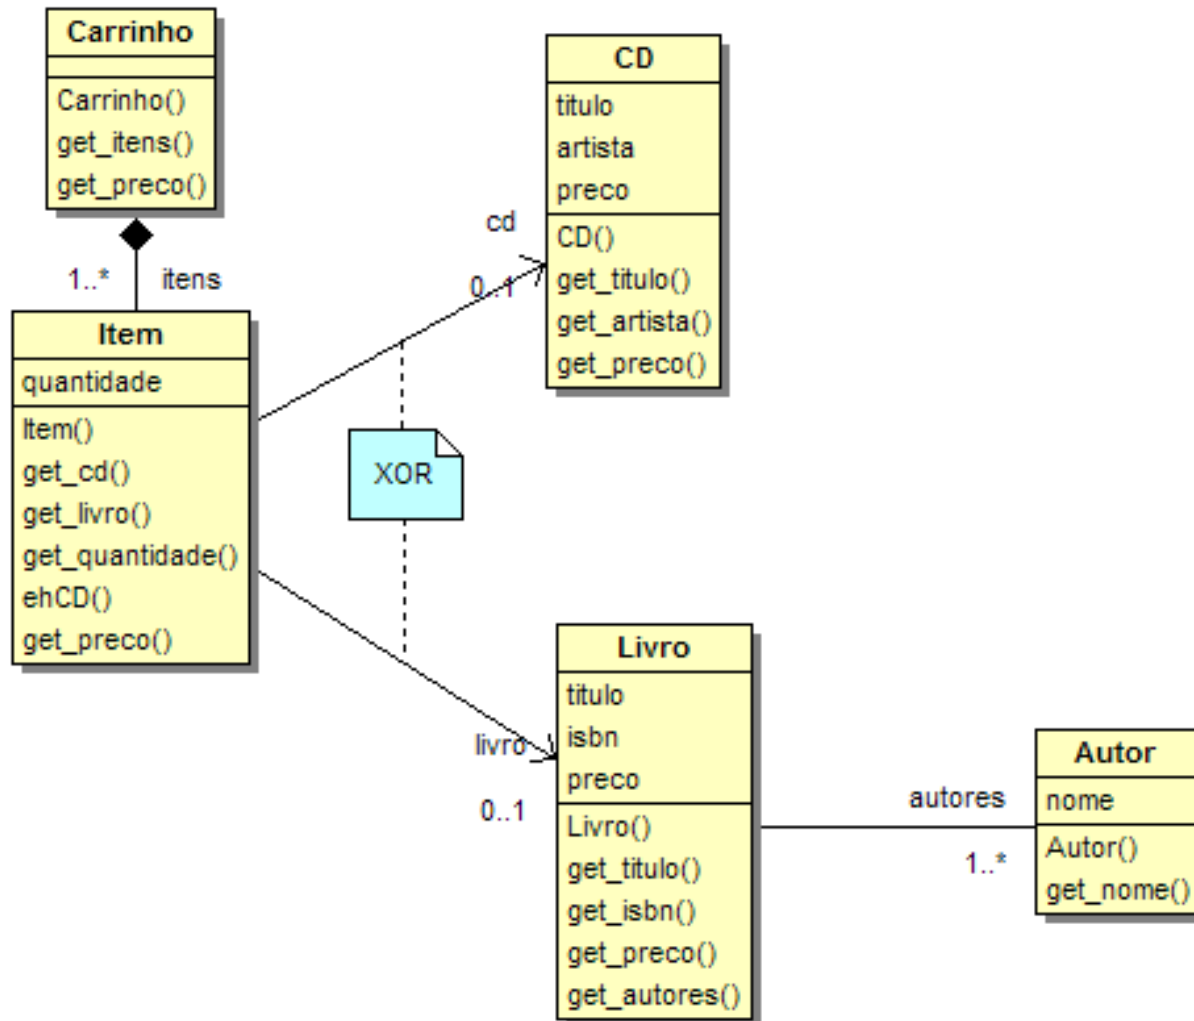 Carrinho
Carrinho()
get_itens()
get_preco()
1..* itens
Item
quantidade
Item()
get_cd()
get_livro()
get_quantidade()
ehCD()
get_preco()
cd
0..1
CD
titulo
artista
preco
CD()
get_titulo()
get_artista()
get_preco()
XOR
livro
0..1
Livro
titulo
isbn
preco
Livro()
get_titulo()
get_isbn()
get_preco()
get_autores()
autores
1..*
Autor
nome
Autor()
get_nome()